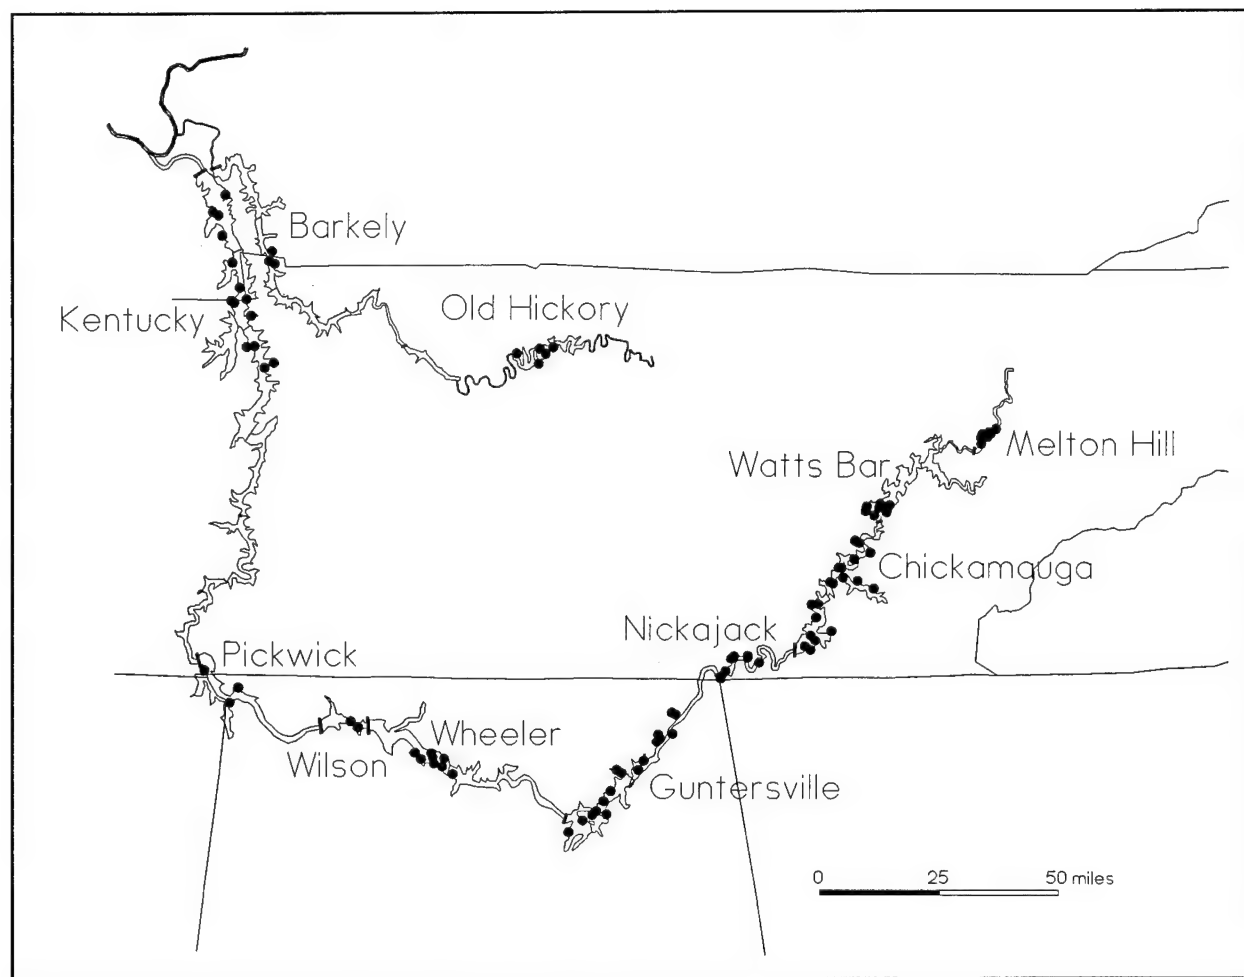 Barkely
Old Hickory
Kentucky
Melton Hill
Watts Bar
Chickamauga
Nickajack
Pickwick
Wheeler
Wilson
Guntersville
0 25 50 miles